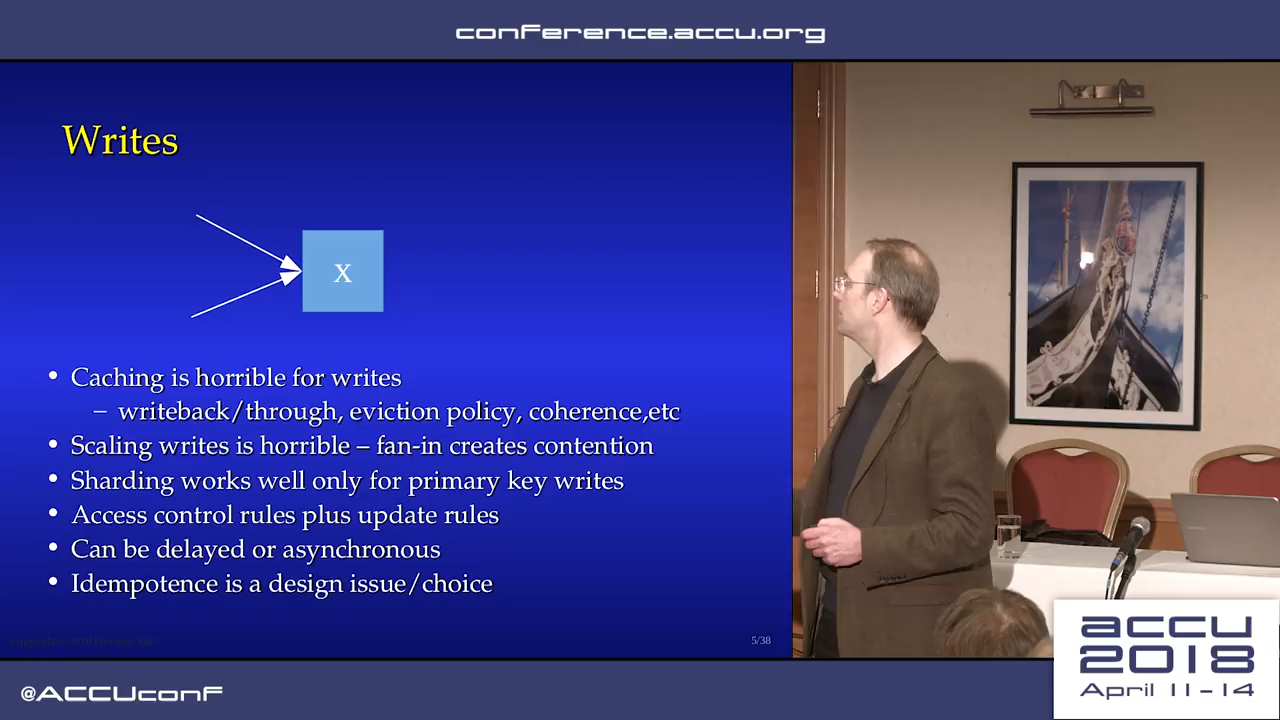 conference.accu.org
Writes
X
• Caching is horrible for writes
– writeback/through, eviction policy, coherence,etc
• Scaling writes is horrible – fan-in creates contention
• Sharding works well only for primary key writes
• Access control rules plus update rules
• Can be delayed or asynchronous
• Idempotence is a design issue/choice
5/38
accu
2018
April 11-14
@ACCUconf